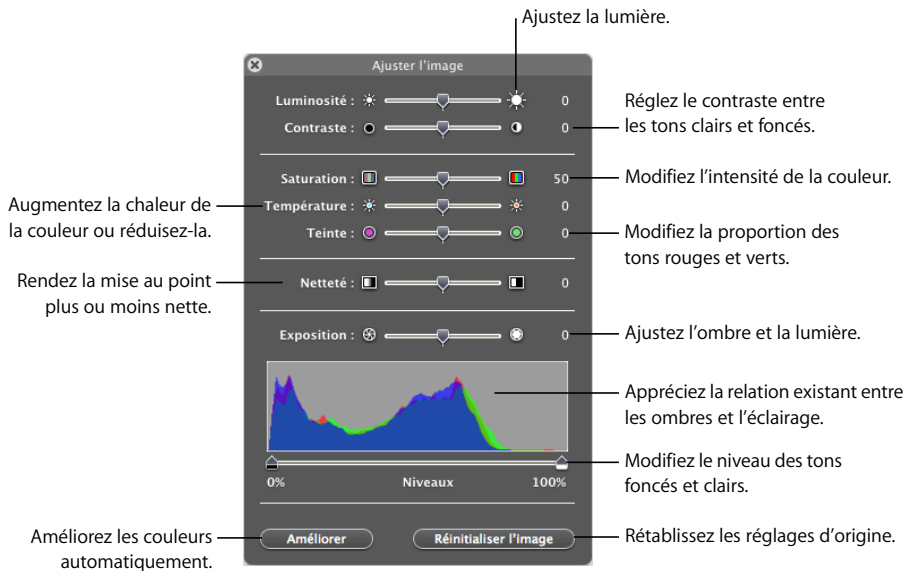 Ajustez la lumière.
Ajuster l'image
Luminosité : 0
Contraste : 0
Réglez le contraste entre
les tons clairs et foncés.
Saturation : 50
Modifiez l'intensité de la couleur.
Augmentez la chaleur de
la couleur ou réduisez-la.
Température : 0
Teinte : 0
Modifiez la proportion des
tons rouges et verts.
Rendez la mise au point
plus ou moins nette.
Netteté : 0
Exposition : 0
Ajustez l'ombre et la lumière.
Appréciez la relation existant entre
les ombres et l'éclairage.
Modifiez le niveau des tons
foncés et clairs.
0% Niveaux 100%
Améliorez les couleurs
automatiquement.
Améliorer
Réinitialiser l'image
Rétablissez les réglages d'origine.